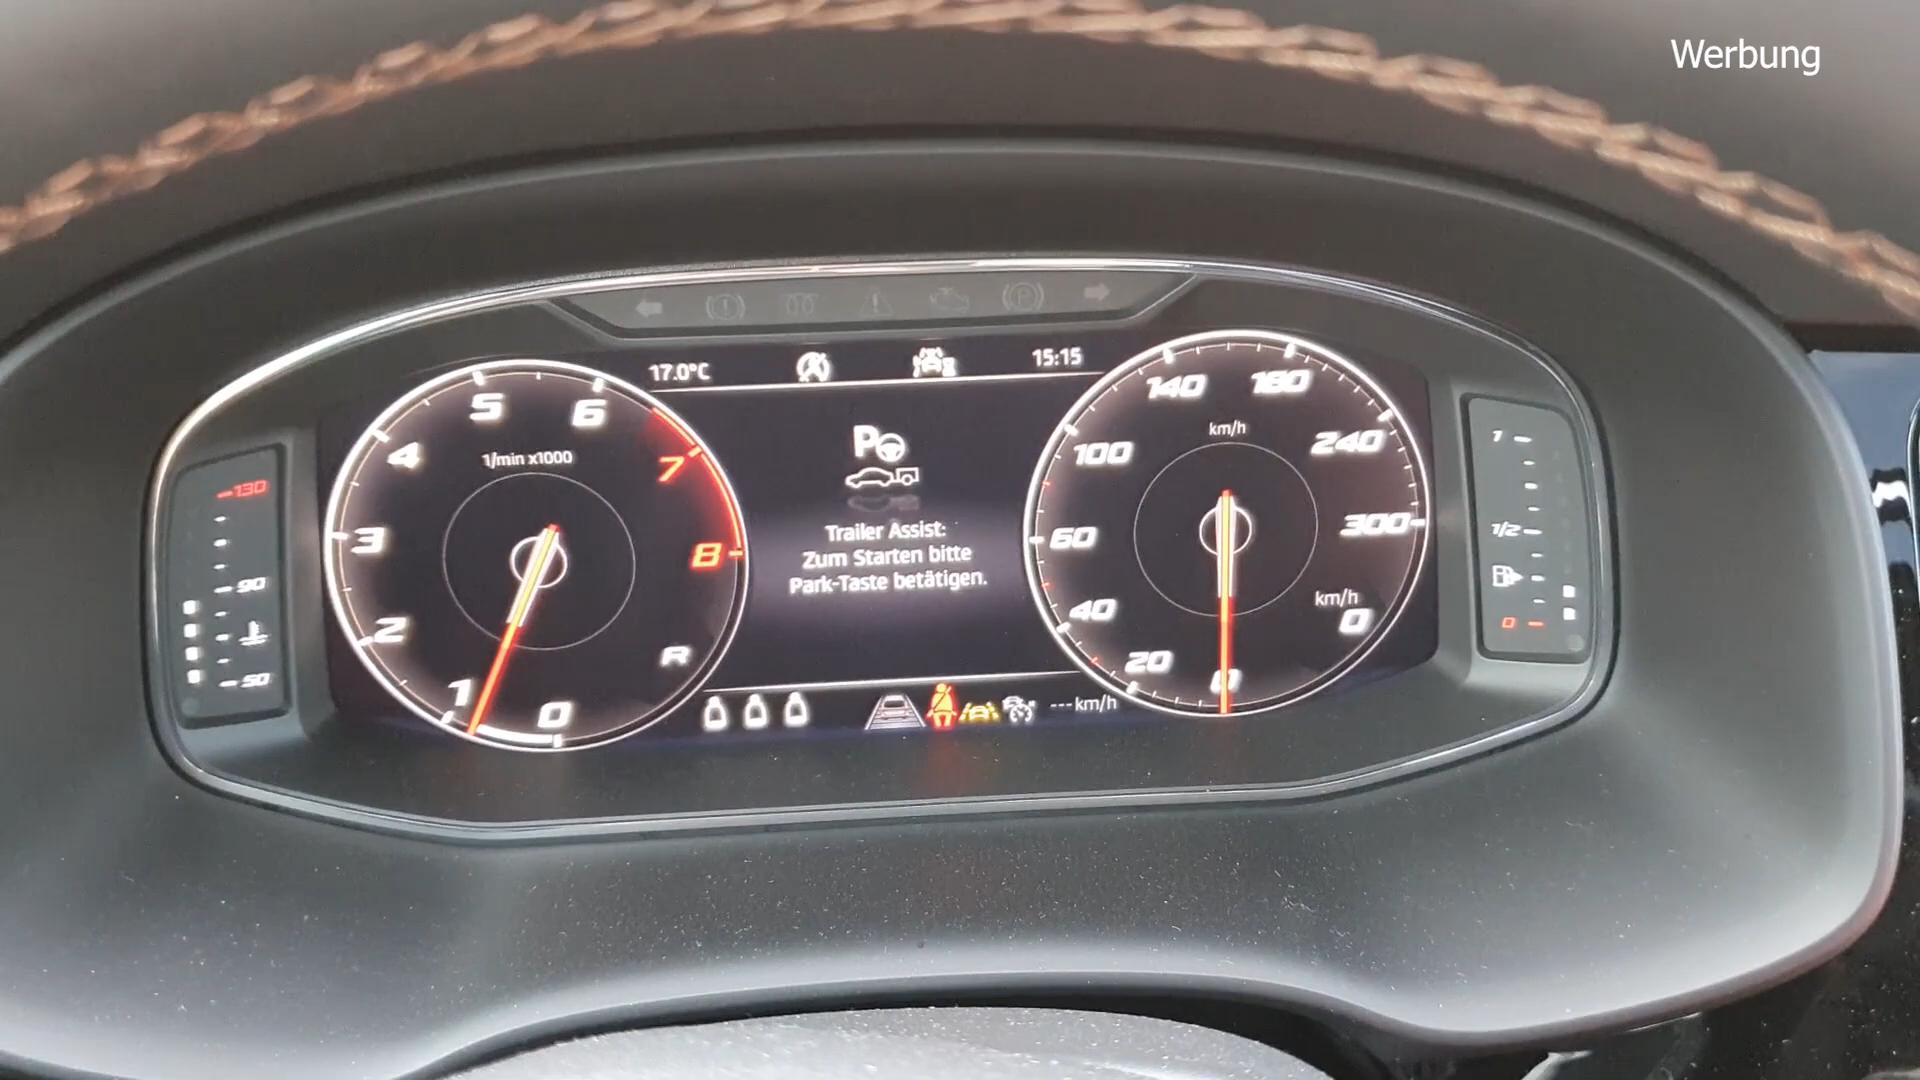 Werbung
17.0°C
15:15
5
6
4
7
1/min x1000
3
8
2
R
1
0
130
90
50
P
Trailer Assist:
Zum Starten bitte
Park-Taste betätigen.
140
180
100
km/h
240
60
300
40
km/h
0
20
0
--- km/h
1
1/2
0